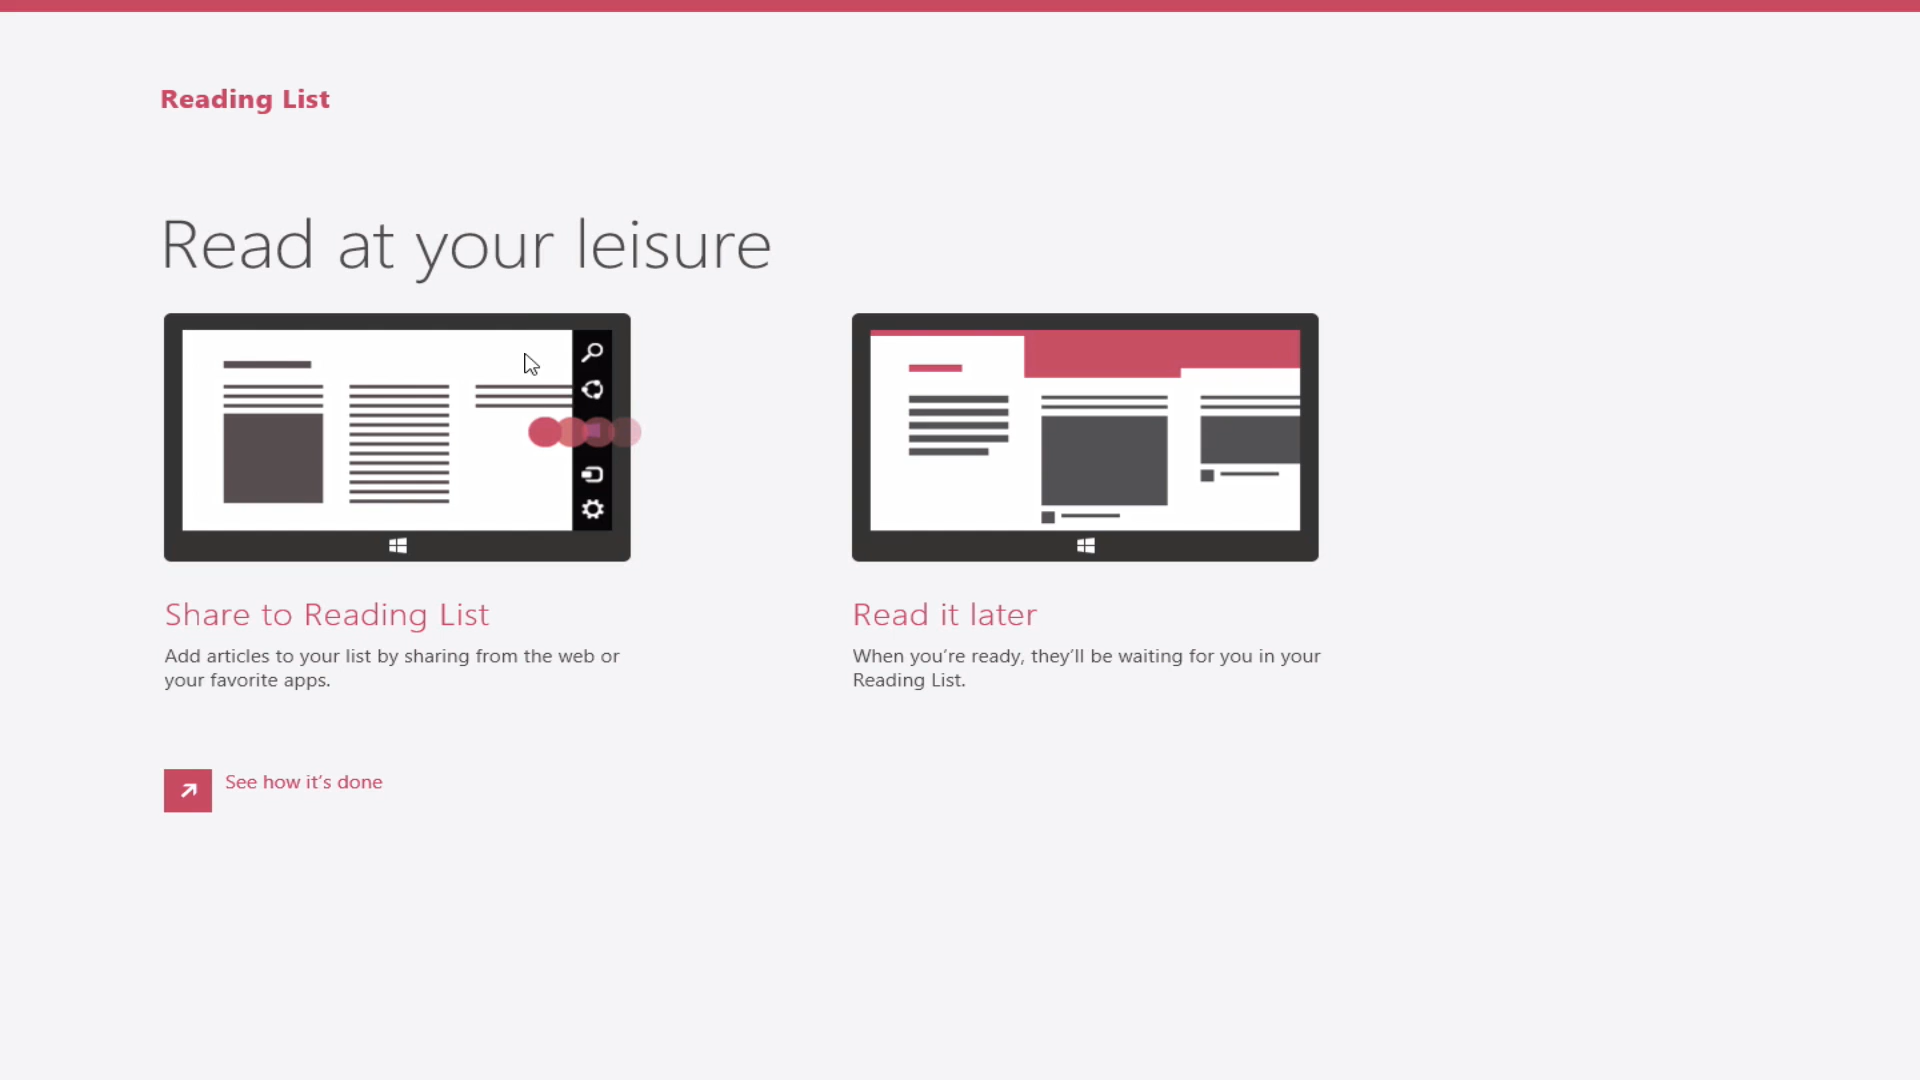 Reading List
Read at your leisure
Share to Reading List
Add articles to your list by sharing from the web or
your favorite apps.
Read it later
When you’re ready, they’ll be waiting for you in your
Reading List.
See how it’s done